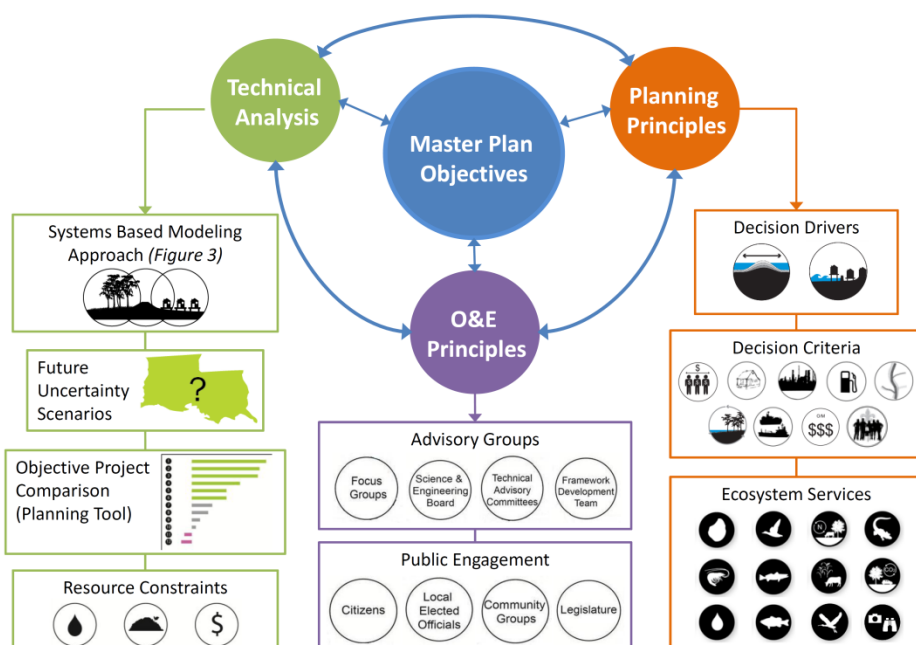 Technical
Analysis
Master Plan
Objectives
Planning
Principles
O&E
Principles
Systems Based Modeling
Approach (Figure 3)
Future
Uncertainty
Scenarios
?
Objective Project
Comparison
(Planning Tool)
Resource Constraints
$
Advisory Groups
Focus
Groups
Science &
Engineering
Board
Technical
Advisory
Committees
Framework
Development
Team
Public Engagement
Citizens
Local
Elected
Officials
Community
Groups
Legislature
Decision Drivers
Decision Criteria
$
OM
$$$
Ecosystem Services
N